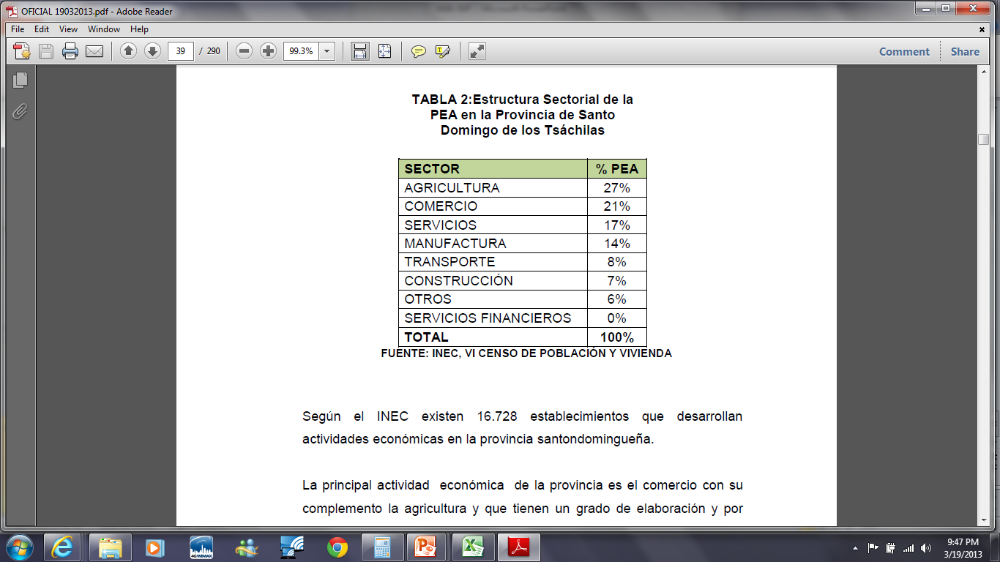 OFICIAL 19032013.pdf - Adobe Reader
File Edit View Window Help
39 / 290 99.3% Comment Share
TABLA 2:Estructura Sectorial de la
PEA en la Provincia de Santo
Domingo de los Tsáchilas
SECTOR % PEA
AGRICULTURA 27%
COMERCIO 21%
SERVICIOS 17%
MANUFACTURA 14%
TRANSPORTE 8%
CONSTRUCCIÓN 7%
OTROS 6%
SERVICIOS FINANCIEROS 0%
TOTAL 100%
FUENTE: INEC, VI CENSO DE POBLACIÓN Y VIVIENDA
Según el INEC existen 16.728 establecimientos que desarrollan
actividades económicas en la provincia santondomingueña.
La principal actividad económica de la provincia es el comercio con su
complemento la agricultura y que tienen un grado de elaboración y por
4GWIMAX
9:47 PM
3/19/2013